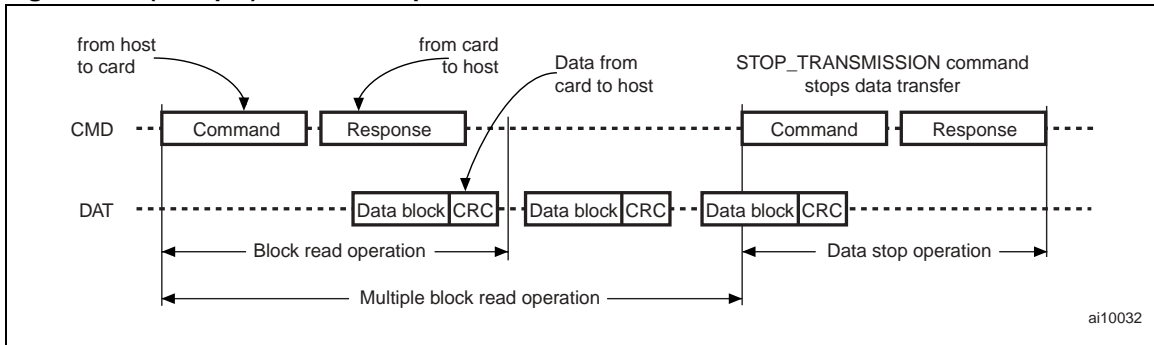 from host
to card
from card
to host
Data from
card to host
STOP_TRANSMISSION command
stops data transfer
CMD
Command
Response
Command
Response
DAT
Data block
CRC
Data block
CRC
Data block
CRC
Block read operation
Data stop operation
Multiple block read operation
ai10032